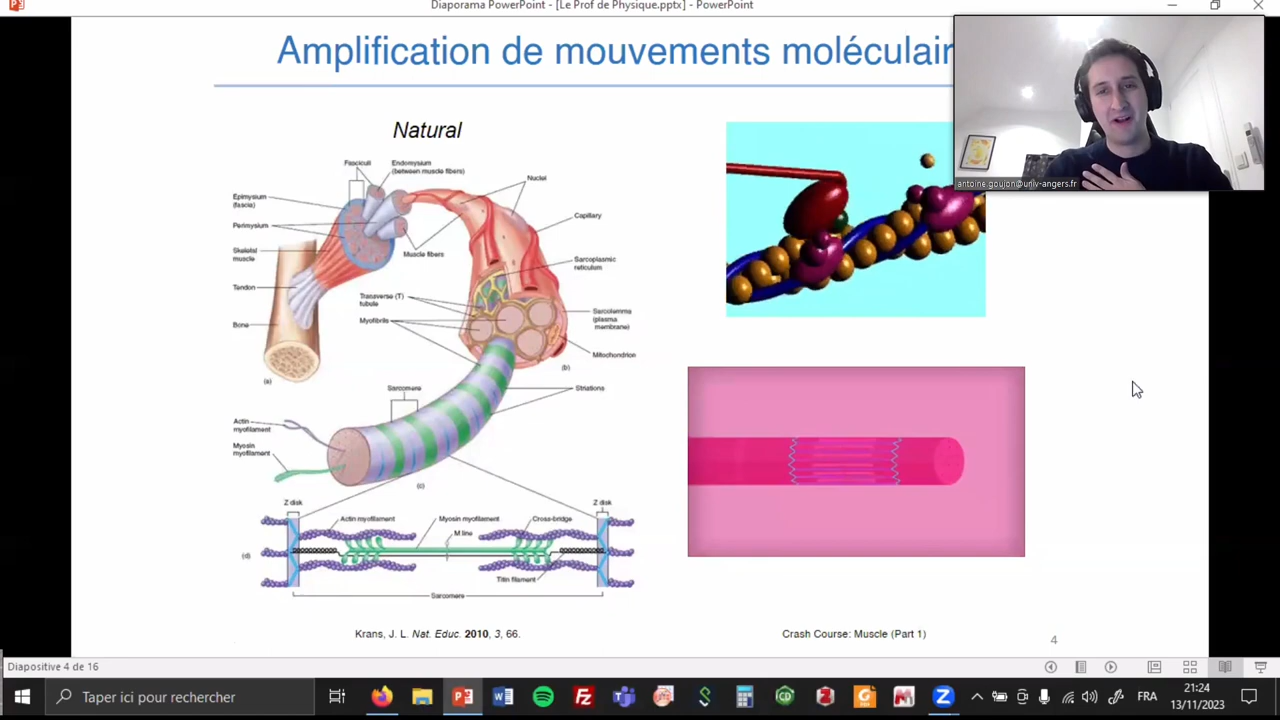 Diaporama PowerPoint - [Le Prof de Physique.pptx] - PowerPoint
Amplification de mouvements moléculair
antoine.goujon@univ-angers.fr
Natural
Fasciculi
Endomysium
(between muscle fibers)
Epimysium
(fascia)
Perimysium
Skeletal
muscle
Tendon
Bone
(a)
Muscle fibers
Nuclei
Capillary
Sarcoplasmic
reticulum
Transverse (T)
tubule
Myofibrils
Sarcolemma
(plasma
membrane)
Mitochondrion
(b)
Sarcomere
Striations
Actin
myofilament
Myosin
myofilament
(c)
Z disk
Actin myofilament
Myosin myofilament
Cross-bridge
Z disk
M line
(d)
Titin filament
Sarcomere
Krans, J. L. Nat. Educ. 2010, 3, 66.
Crash Course: Muscle (Part 1)
4
Diapositive 4 de 16
Taper ici pour rechercher
FRA
21:24
13/11/2023